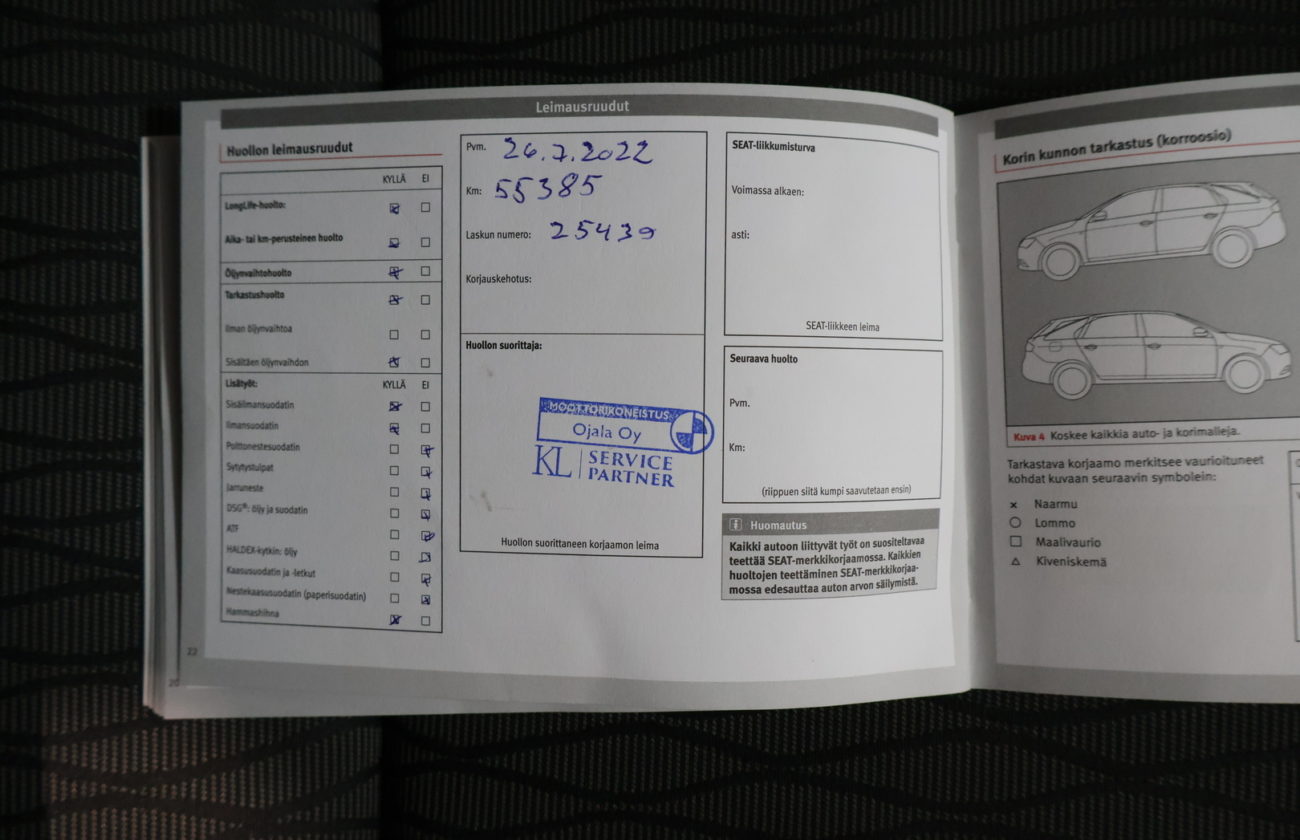 Leimausruudut
Huollon leimausruudut
KYLLÄ EI
LongLife-huolto:
Aika- tai km-perusteinen huolto
Öljynvaihtohuolto
Tarkastushuolto
Ilman öljynvaihtoa
Sisältäen öljynvaihdon
Lisätyöt: KYLLÄ EI
Sisäilmansuodatin
Ilmansuodatin
Polttonestesuodatin
Sytytystulpat
Jarruneste
DSG®: öljy ja suodatin
ATF
HALDEX-kytkin: öljy
Kaasusuodatin ja -letkut
Nestekaasusuodatin (paperisuodatin)
Hammashihna
22
20
Pvm. 26.7.2022
Km: 55385
Laskun numero: 25439
Korjauskehotus:
Huollon suorittaja:
MOOTTORIKONEISTUS
Ojala Oy
KL SERVICE
PARTNER
Huollon suorittaneen korjaamon leima
SEAT-liikkumisturva
Voimassa alkaen:
asti:
SEAT-liikkeen leima
Seuraava huolto
Pvm.
Km:
(riippuen siitä kumpi saavutetaan ensin)
Huomautus
Kaikki autoon liittyvät työt on suositeltavaa
teettää SEAT-merkkikorjaamossa. Kaikkien
huoltojen teettäminen SEAT-merkkikorjaa-
mossa edesauttaa auton arvon säilymistä.
Korin kunnon tarkastus (korroosio)
Kuva 4 Koskee kaikkia auto- ja korimalleja.
Tarkastava korjaamo merkitsee vaurioituneet
kohdat kuvaan seuraavin symbolein:
x Naarmu
○ Lommo
□ Maalivaurio
△ Kiveniskemä